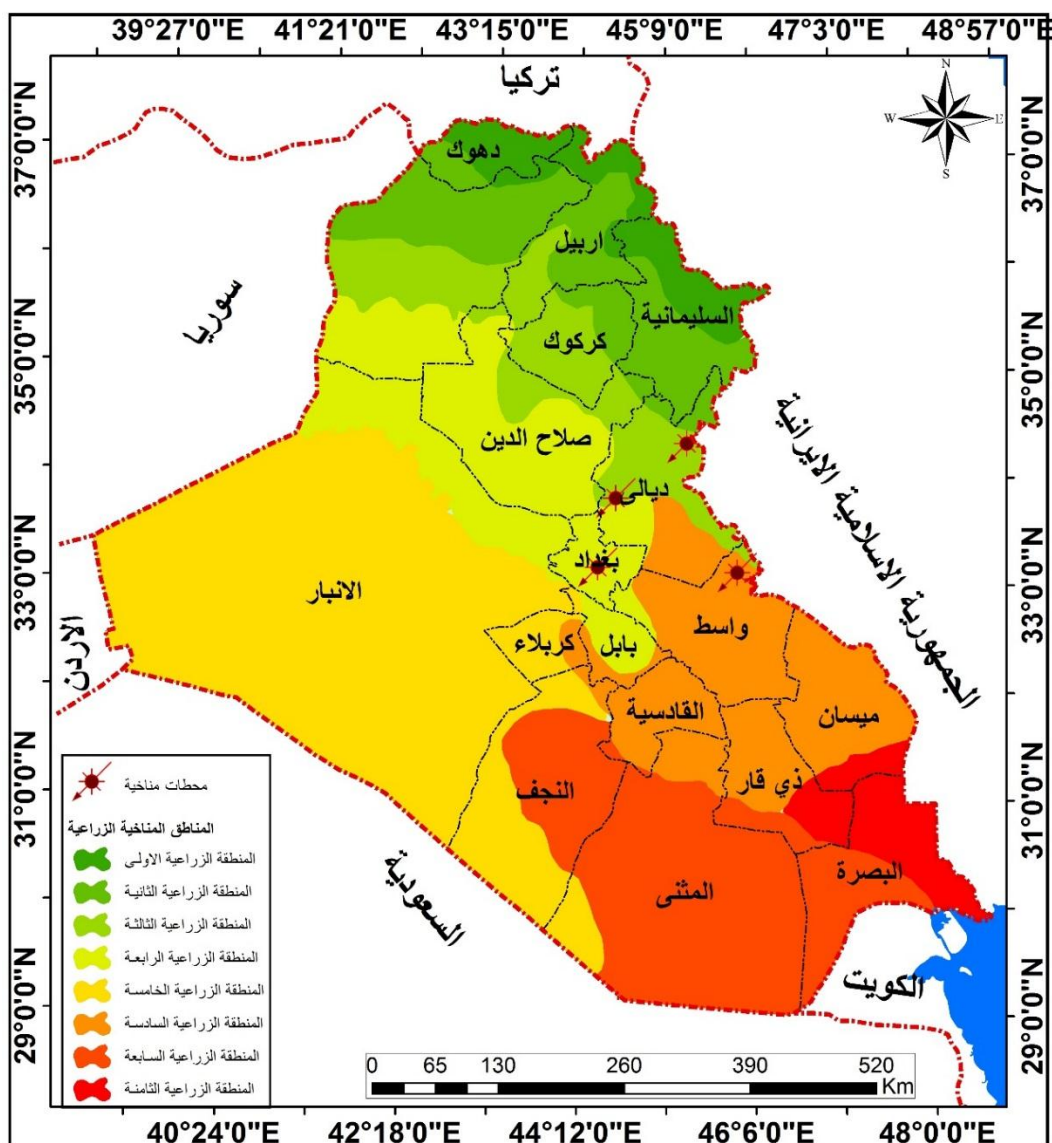 39°27'0"E 41°21'0"E 43°15'0"E 45°9'0"E 47°3'0"E 48°57'0"E
N
W E
S
تركيا
37°0'0"N 37°0'0"N
دهوك
اربيل
السليمانية
سوريا
كركوك
35°0'0"N 35°0'0"N
الجمهورية الاسلامية الايرانية
صلاح الدين
ديالى
بغداد
33°0'0"N 33°0'0"N
الانبار
واسط
كربلاء
بابل
الاردن
القادسية
ميسان
ذي قار
النجف
31°0'0"N 31°0'0"N
البصرة
المثنى
السعودية
الكويت
29°0'0"N 29°0'0"N
محطات مناخية
المناطق المناخية الزراعية
المنطقة الزراعية الاولى
المنطقة الزراعية الثانية
المنطقة الزراعية الثالثة
المنطقة الزراعية الرابعة
المنطقة الزراعية الخامسة
المنطقة الزراعية السادسة
المنطقة الزراعية السابعة
المنطقة الزراعية الثامنة
0 65 130 260 390 520
Km
40°24'0"E 42°18'0"E 44°12'0"E 46°6'0"E 48°0'0"E